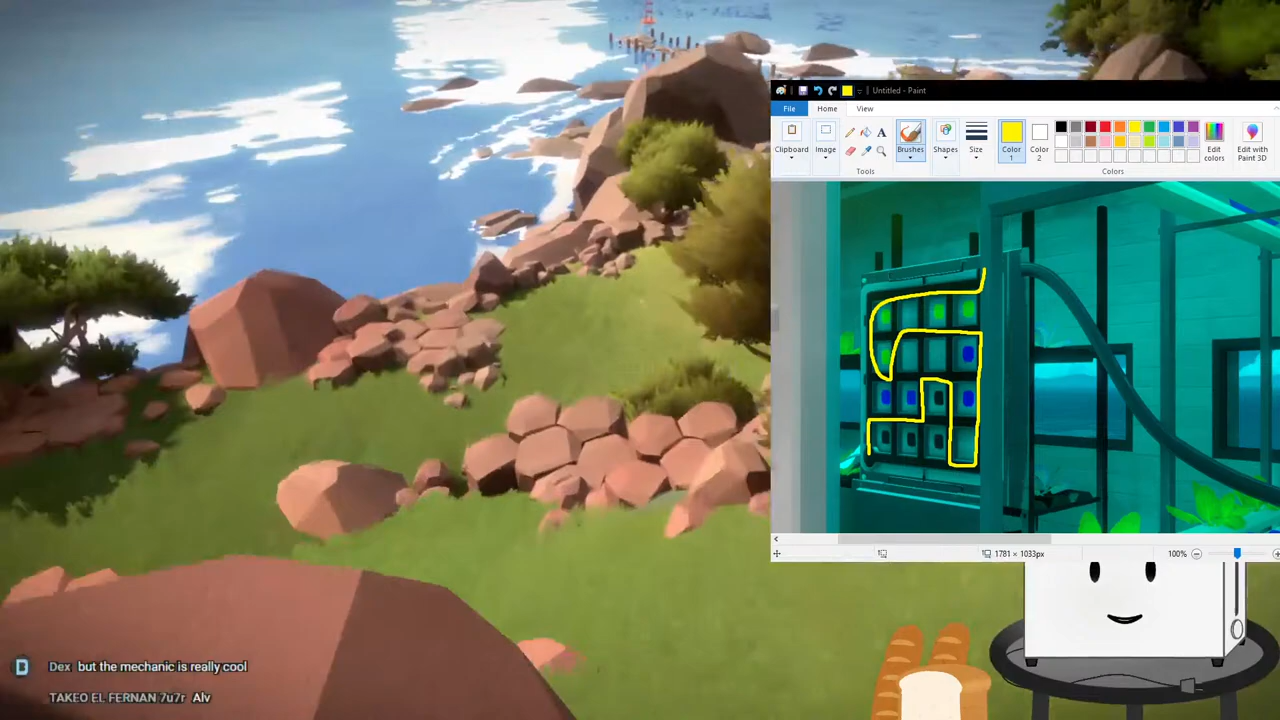 Untitled - Paint
File Home View
Clipboard
Image
Tools
A
Brushes
Shapes
Size
Color
1
Color
2
Edit
colors
Edit with
Paint 3D
Colors
1781 × 1033px
100%
D Dex but the mechanic is really cool
TAKEO EL FERNAN 7u7r Alv